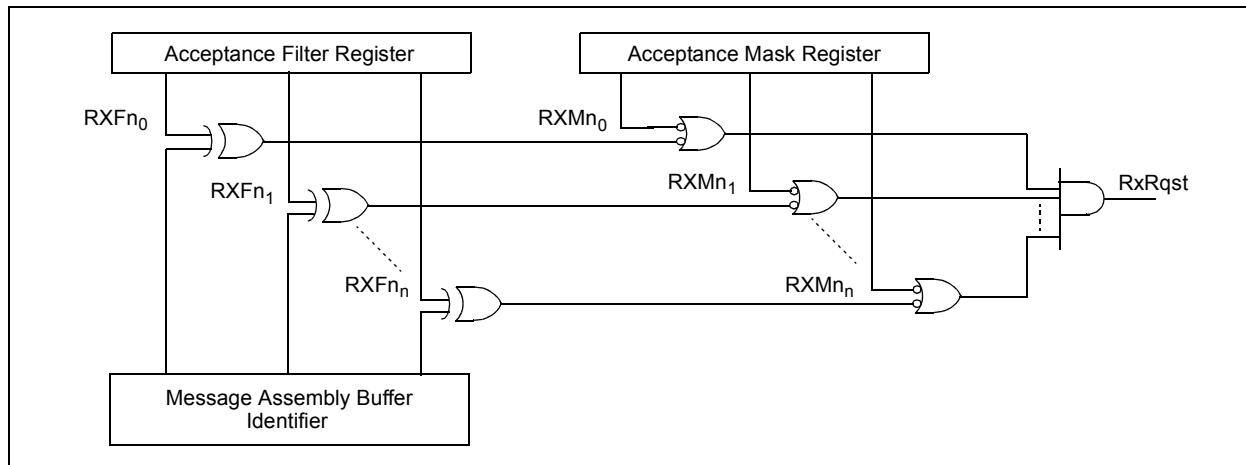 Acceptance Filter Register
Acceptance Mask Register
RXFn0
RXMn0
RXFn1
RXMn1
RxRqst
RXFnn
RXMnn
Message Assembly Buffer
Identifier